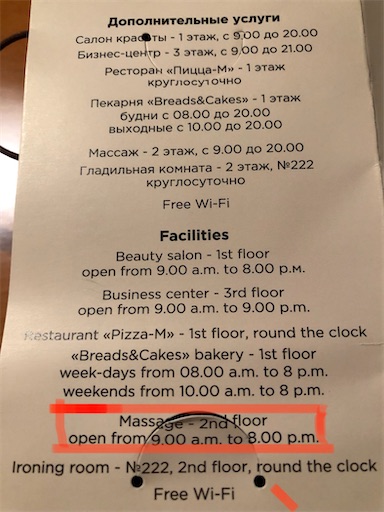 Дополнительные услуги
Салон красоты - 1 этаж, с 9.00 до 20.00
Бизнес-центр - 3 этаж, с 9.00 до 21.00
Ресторан «Пицца-М» - 1 этаж
круглосуточно
Пекарня «Breads&Cakes» - 1 этаж
будни с 08.00 до 20.00
выходные с 10.00 до 20.00
Массаж - 2 этаж, с 9.00 до 20.00
Гладильная комната - 2 этаж, №222
круглосуточно
Free Wi-Fi
Facilities
Beauty salon - 1st floor
open from 9.00 a.m. to 8.00 p.м.
Business center - 3rd floor
open from 9.00 a.m. to 9.00 p.m.
Restaurant «Pizza-M» - 1st floor, round the clock
«Breads&Cakes» bakery - 1st floor
week-days from 08.00 a.m. to 8 p.m.
weekends from 10.00 a.m. to 8 p.m.
Massage - 2nd floor
open from 9.00 a.m. to 8.00 p.m.
Ironing room - №222, 2nd floor, round the clock
Free Wi-Fi